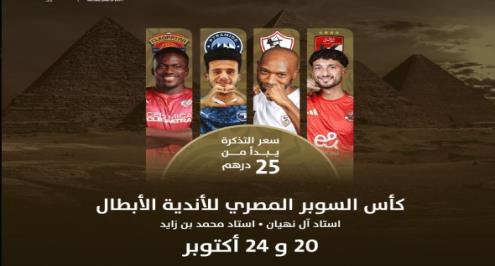 PYRAMIDS
سعر التذكرة
يبدأ من
25 درهم
كأس السوبر المصري للأندية الأبطال
استاد آل نهيان • استاد محمد بن زايد
20 و 24 أكتوبر